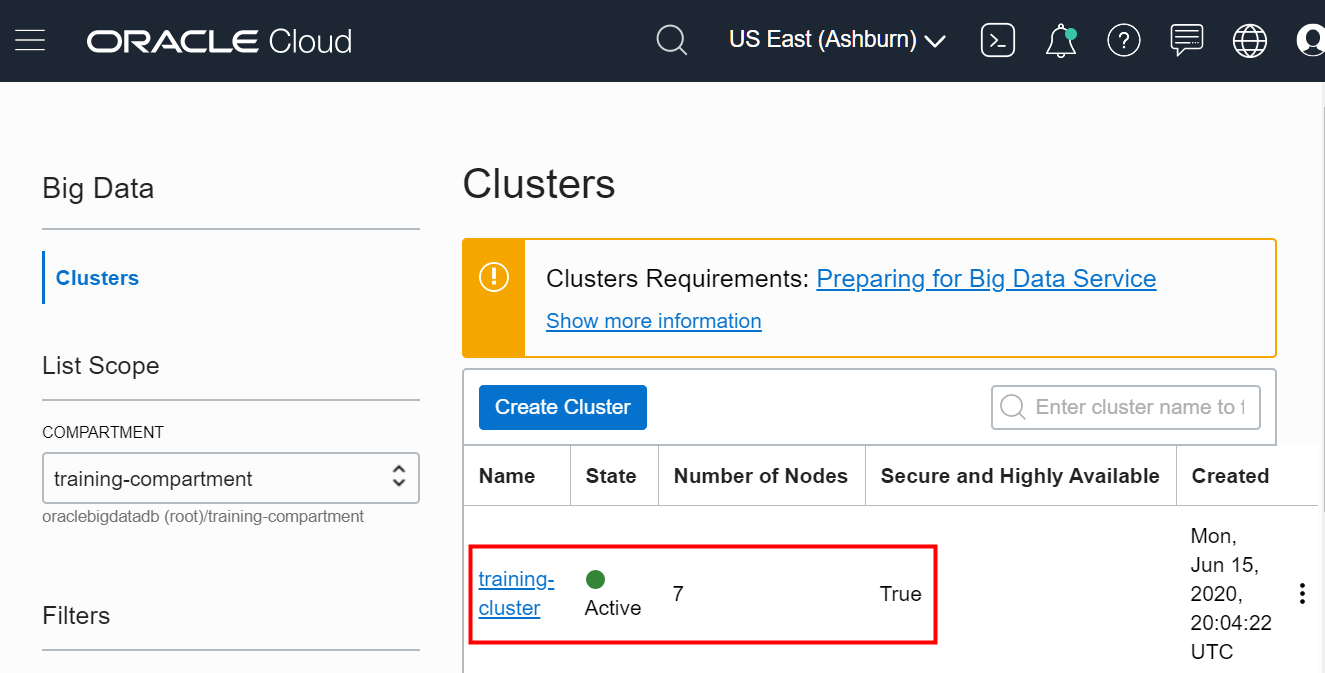 ORACLE Cloud
US East (Ashburn)
Big Data
Clusters
List Scope
COMPARTMENT
training-compartment
oraclebigdatadb (root)/training-compartment
Filters
Clusters
Clusters Requirements: Preparing for Big Data Service
Show more information
Create Cluster
Enter cluster name to
Name State Number of Nodes Secure and Highly Available Created
training-
cluster
Active
7
True
Mon,
Jun 15,
2020,
20:04:22
UTC